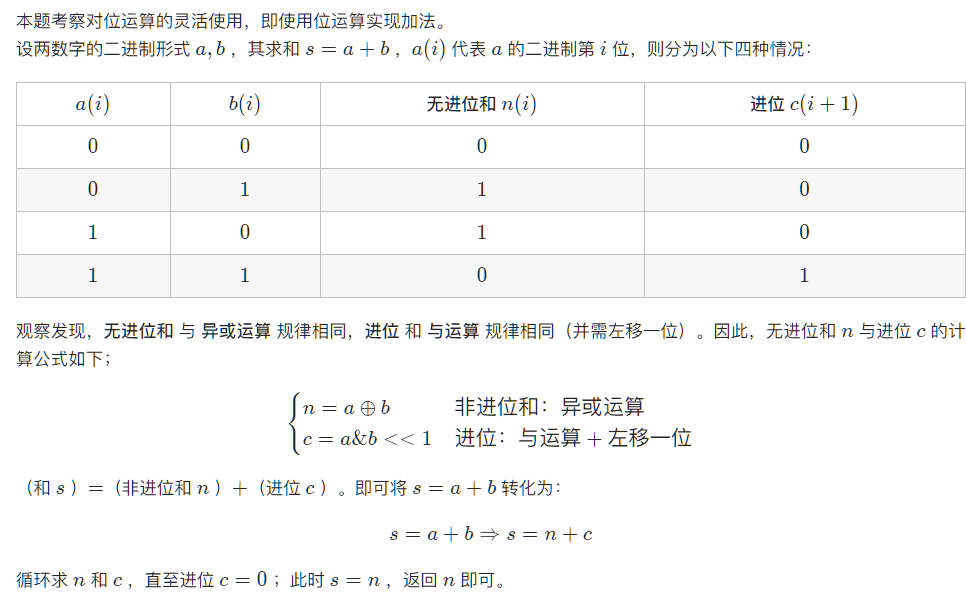 本题考察对位运算的灵活使用，即使用位运算实现加法。
设两数字的二进制形式 a, b ，其求和 s = a + b ，a(i) 代表 a 的二进制第 i 位，则分为以下四种情况：
a(i) b(i) 无进位和 n(i) 进位 c(i + 1)
0 0 0 0
0 1 1 0
1 0 1 0
1 1 0 1
观察发现，无进位和 与 异或运算 规律相同，进位 和 与运算 规律相同（并需左移一位）。因此，无进位和 n 与进位 c 的计
算公式如下；
n = a ⊕ b 非进位和：异或运算
c = a&b << 1 进位：与运算 + 左移一位
（和 s ）=（非进位和 n ）+（进位 c ）。即可将 s = a + b 转化为：
s = a + b ⇒ s = n + c
循环求 n 和 c ，直至进位 c = 0 ；此时 s = n ，返回 n 即可。